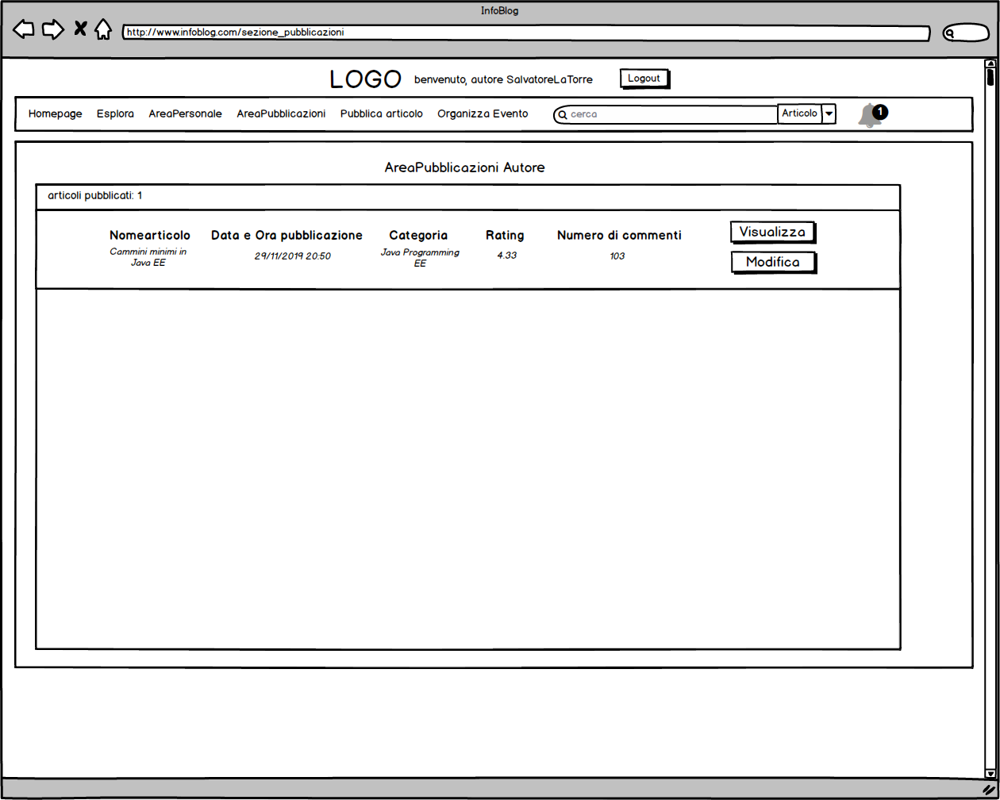 InfoBlog
http://www.infoblog.com/sezione_pubblicazioni
LOGO benvenuto, autore SalvatoreLaTorre Logout
Homepage Esplora AreaPersonale AreaPubblicazioni Pubblica articolo Organizza Evento cerca Articolo 1
AreaPubblicazioni Autore
articoli pubblicati: 1
Nomearticolo Data e Ora pubblicazione Categoria Rating Numero di commenti Visualizza
Cammini minimi in Java Programming
29/11/2019 20:50 4.33 103
Java EE EE
Modifica